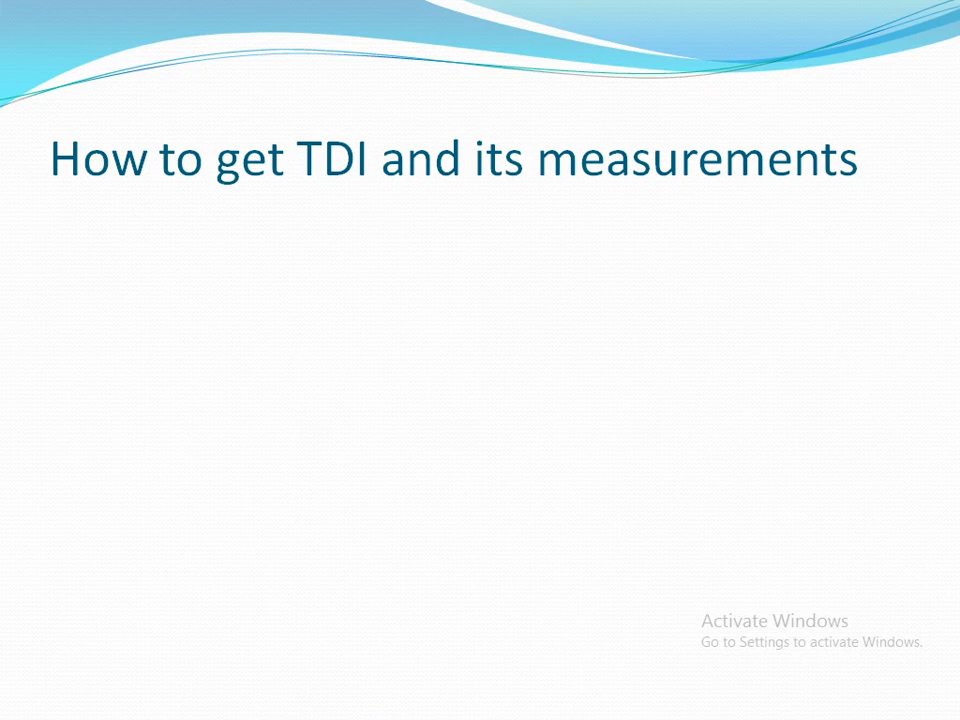 How to get TDI and its measurements
Activate Windows
Go to Settings to activate Windows.